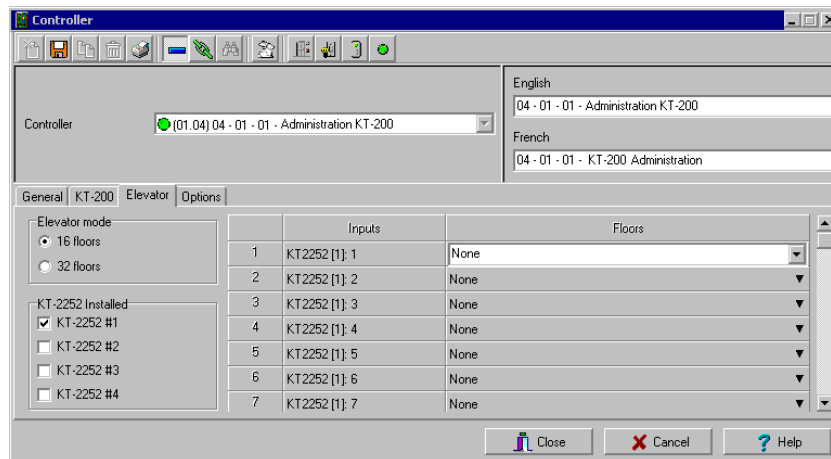 Controller
English
04 - 01 - 01 - Administration KT-200
Controller
(01.04) 04 - 01 - 01 - Administration KT-200
French
04 - 01 - 01 - KT-200 Administration
General KT-200 Elevator Options
Elevator mode
16 floors
32 floors
KT-2252 Installed
KT-2252 #1
KT-2252 #2
KT-2252 #3
KT-2252 #4
Inputs Floors
1 KT2252 [1]: 1 None
2 KT2252 [1]: 2 None
3 KT2252 [1]: 3 None
4 KT2252 [1]: 4 None
5 KT2252 [1]: 5 None
6 KT2252 [1]: 6 None
7 KT2252 [1]: 7 None
Close Cancel Help